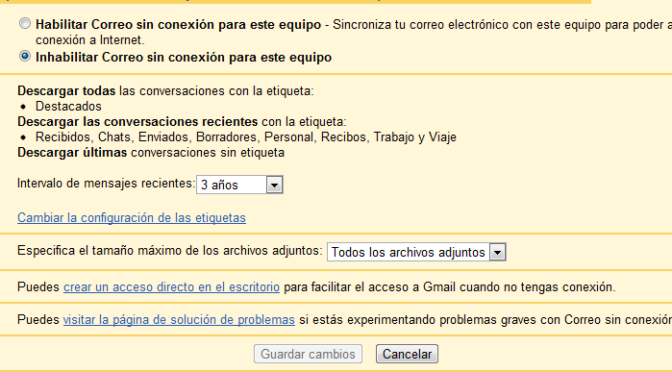 Habilitar Correo sin conexión para este equipo - Sincroniza tu correo electrónico con este equipo para poder a
conexión a Internet.
Inhabilitar Correo sin conexión para este equipo
Descargar todas las conversaciones con la etiqueta:
• Destacados
Descargar las conversaciones recientes con la etiqueta:
• Recibidos, Chats, Enviados, Borradores, Personal, Recibos, Trabajo y Viaje
Descargar últimas conversaciones sin etiqueta
Intervalo de mensajes recientes: 3 años
Cambiar la configuración de las etiquetas
Especifica el tamaño máximo de los archivos adjuntos: Todos los archivos adjuntos
Puedes crear un acceso directo en el escritorio para facilitar el acceso a Gmail cuando no tengas conexión.
Puedes visitar la página de solución de problemas si estás experimentando problemas graves con Correo sin conexión
Guardar cambios Cancelar